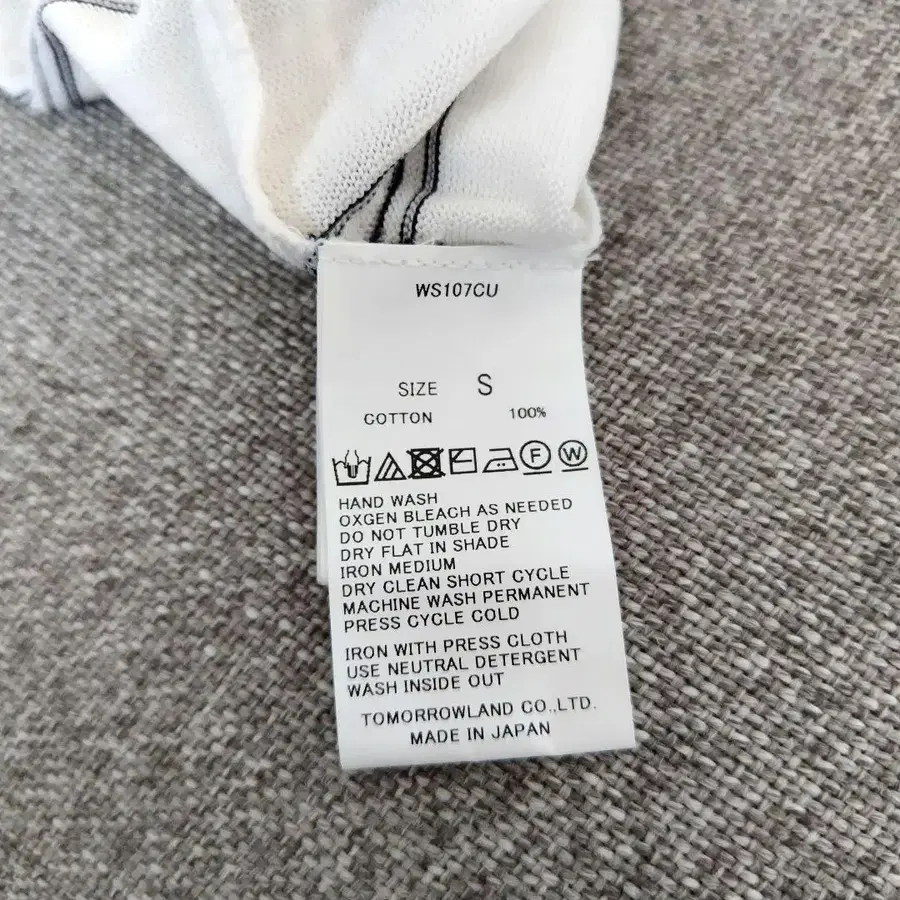 WS107CU
SIZE S
COTTON 100%
F W
HAND WASH
OXGEN BLEACH AS NEEDED
DO NOT TUMBLE DRY
DRY FLAT IN SHADE
IRON MEDIUM
DRY CLEAN SHORT CYCLE
MACHINE WASH PERMANENT
PRESS CYCLE COLD
IRON WITH PRESS CLOTH
USE NEUTRAL DETERGENT
WASH INSIDE OUT
TOMORROWLAND CO.,LTD.
MADE IN JAPAN